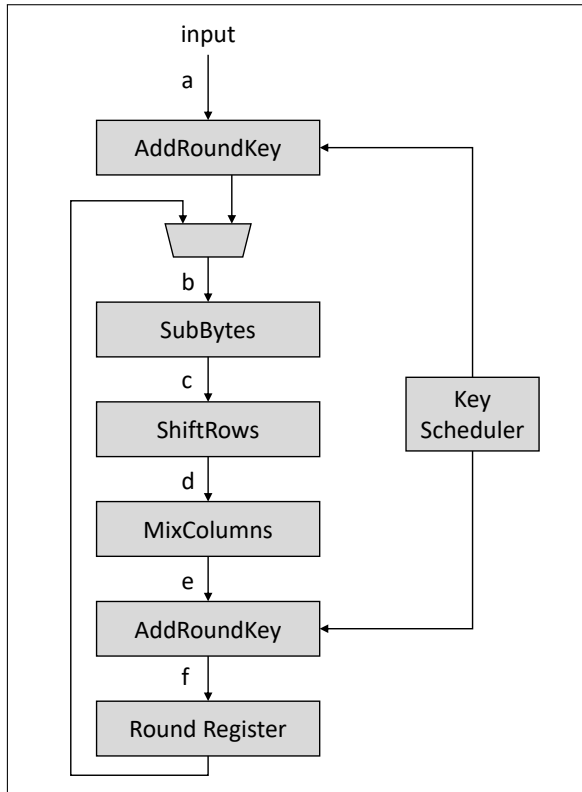 input
a
AddRoundKey
b
SubBytes
c
ShiftRows
Key
Scheduler
d
MixColumns
e
AddRoundKey
f
Round Register